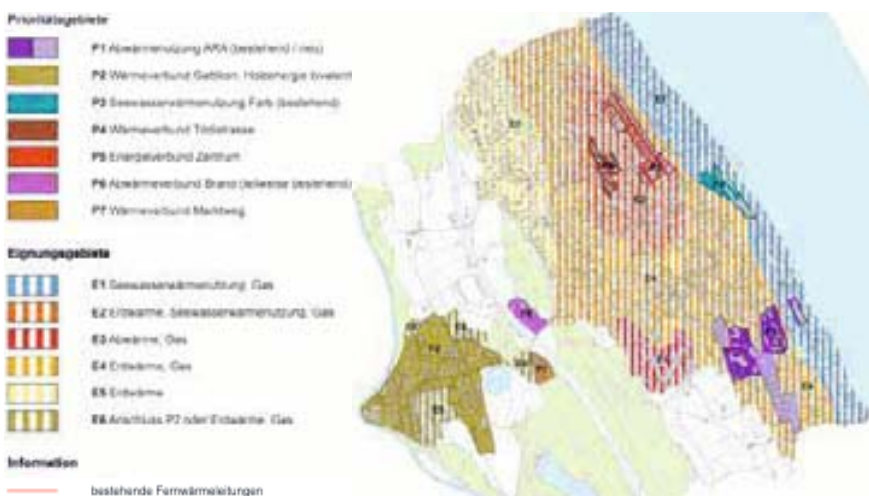 Prioritätsgebiete
P1 Abwärmenutzung ARA (bestehend / neu)
P2 Wärmeverbund Gattikon, Holzenergie bivalent
P3 Seewasserwärmenutzung Farb (bestehend)
P4 Wärmeverbund Tödistrasse
P5 Energieverbund Zentrum
P6 Abwärmeverbund Brand (teilweise bestehend)
P7 Wärmeverbund Marktweg
Eignungsgebiete
E1 Seewasserwärmenutzung, Gas
E2 Erdwärme, Seewasserwärmenutzung, Gas
E3 Abwärme, Gas
E4 Erdwärme, Gas
E5 Erdwärme
E6 Anschluss P2 oder Erdwärme, Gas
Information
bestehende Fernwärmeleitungen